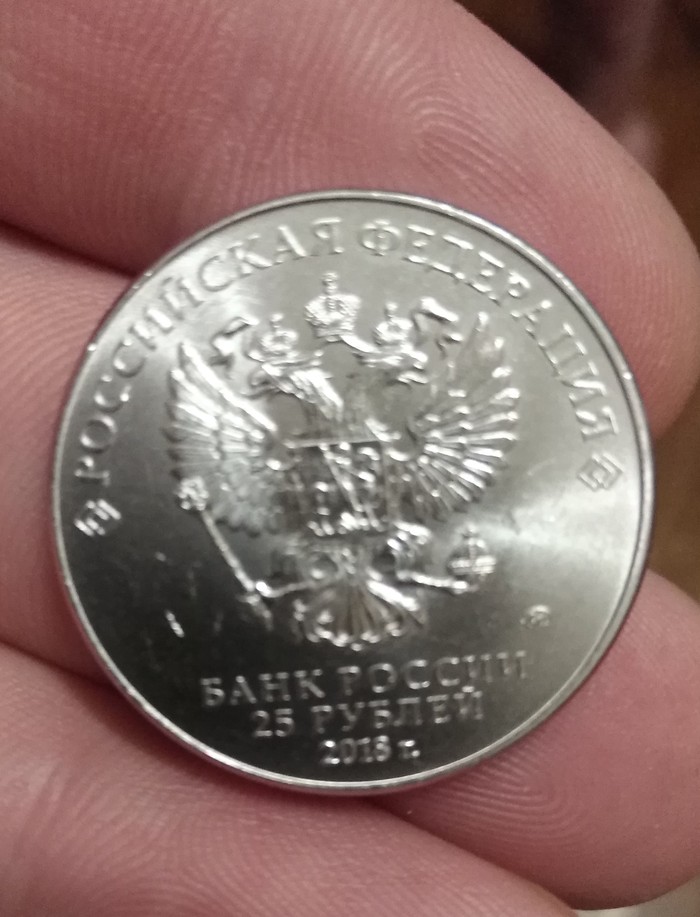 РОССИЙСКАЯ ФЕДЕРАЦИЯ
БАНК РОССИИ
25 РУБЛЕЙ
2018 г.